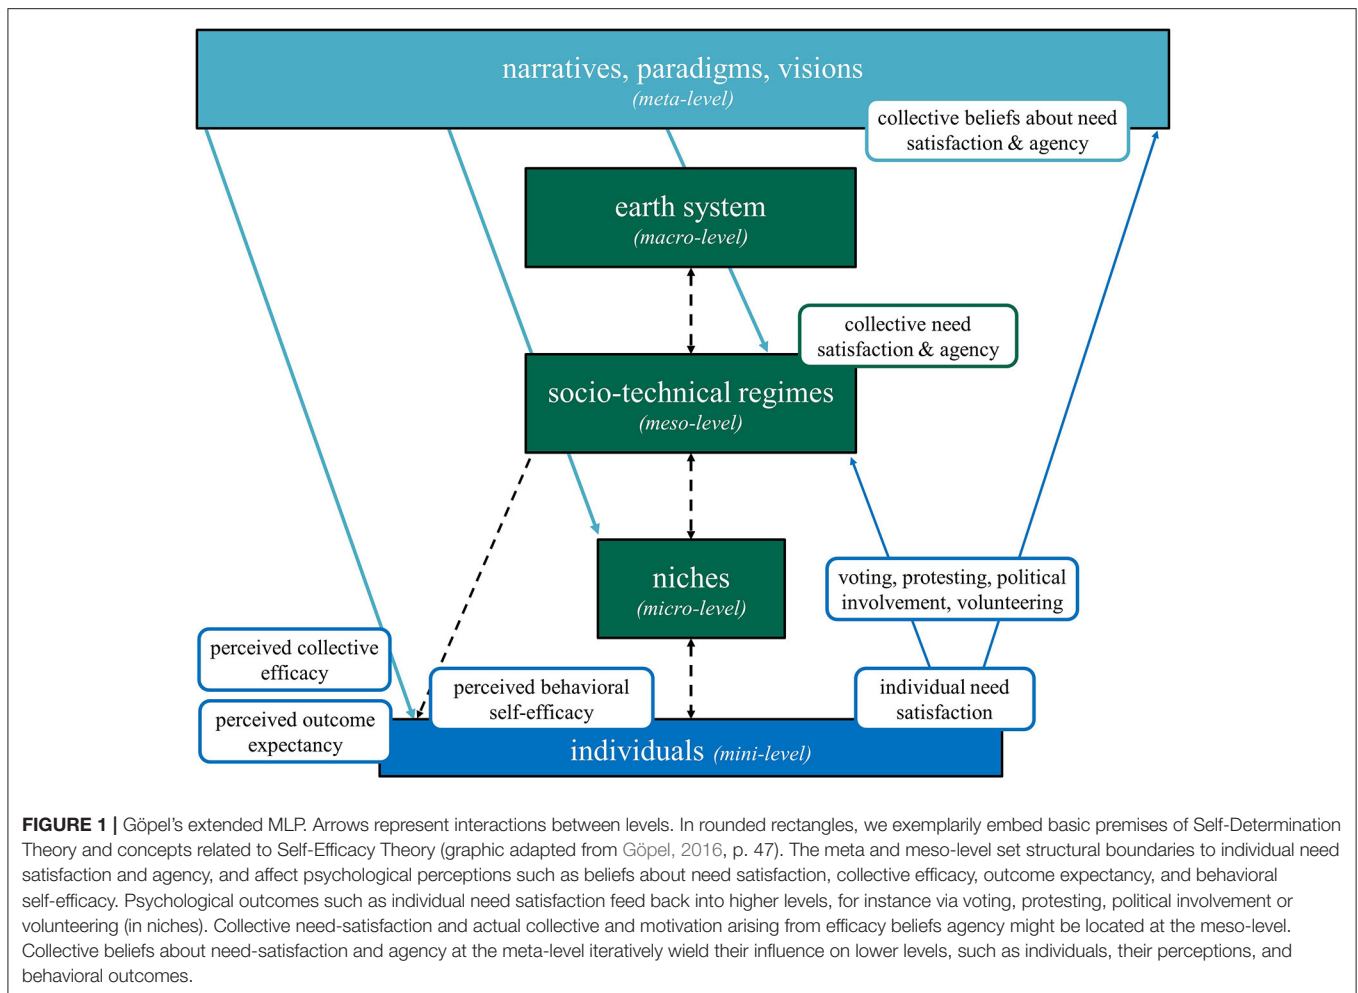 narratives, paradigms, visions
(meta-level)
collective beliefs about need
satisfaction & agency
earth system
(macro-level)
collective need
satisfaction & agency
socio-technical regimes
(meso-level)
niches
(micro-level)
voting, protesting, political
involvement, volunteering
perceived collective
efficacy
perceived behavioral
self-efficacy
individual need
satisfaction
perceived outcome
expectancy
individuals (mini-level)
FIGURE 1 | Göpel’s extended MLP. Arrows represent interactions between levels. In rounded rectangles, we exemplarily embed basic premises of Self-Determination
Theory and concepts related to Self-Efficacy Theory (graphic adapted from Göpel, 2016, p. 47). The meta and meso-level set structural boundaries to individual need
satisfaction and agency, and affect psychological perceptions such as beliefs about need satisfaction, collective efficacy, outcome expectancy, and behavioral
self-efficacy. Psychological outcomes such as individual need satisfaction feed back into higher levels, for instance via voting, protesting, political involvement or
volunteering (in niches). Collective need-satisfaction and actual collective and motivation arising from efficacy beliefs agency might be located at the meso-level.
Collective beliefs about need-satisfaction and agency at the meta-level iteratively wield their influence on lower levels, such as individuals, their perceptions, and
behavioral outcomes.